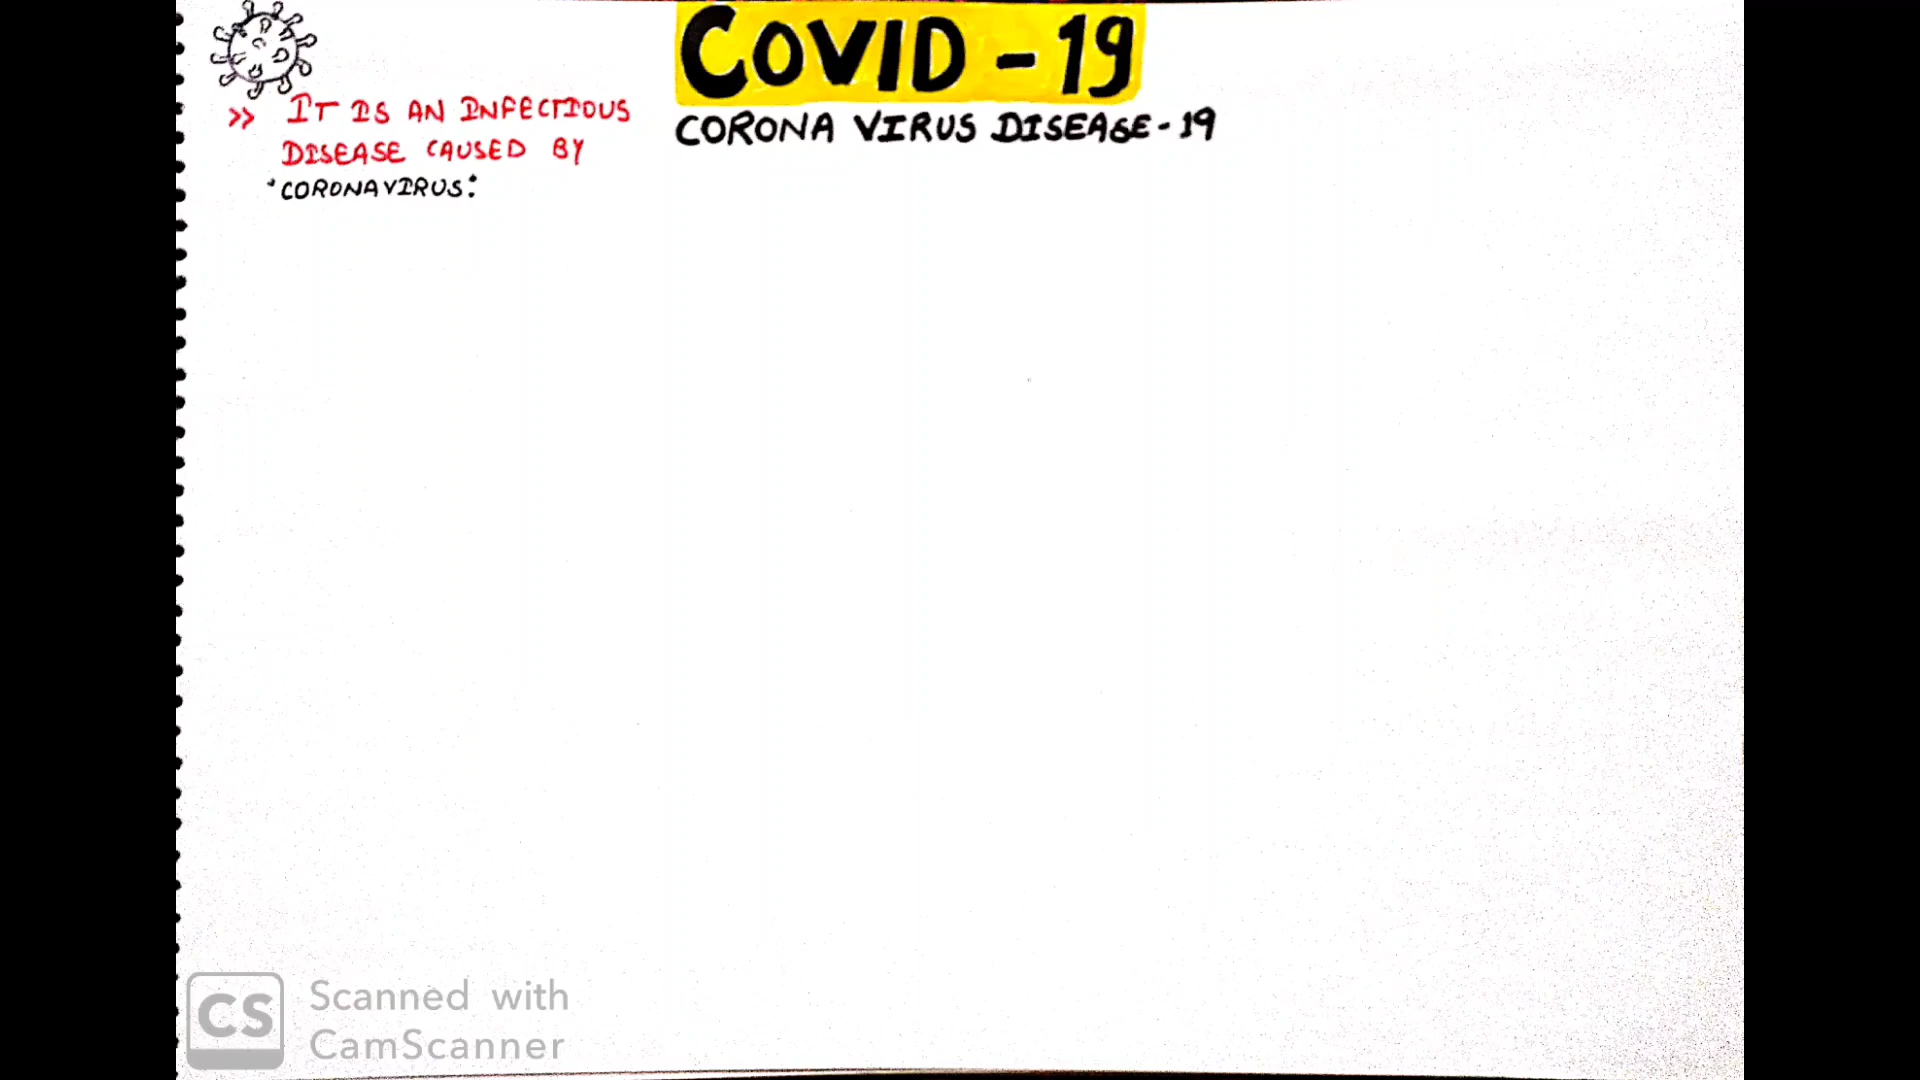 COVID - 19
CORONA VIRUS DISEASE - 19
>> IT IS AN INFECTIOUS
DISEASE CAUSED BY
"CORONAVIRUS"
CS Scanned with
CamScanner